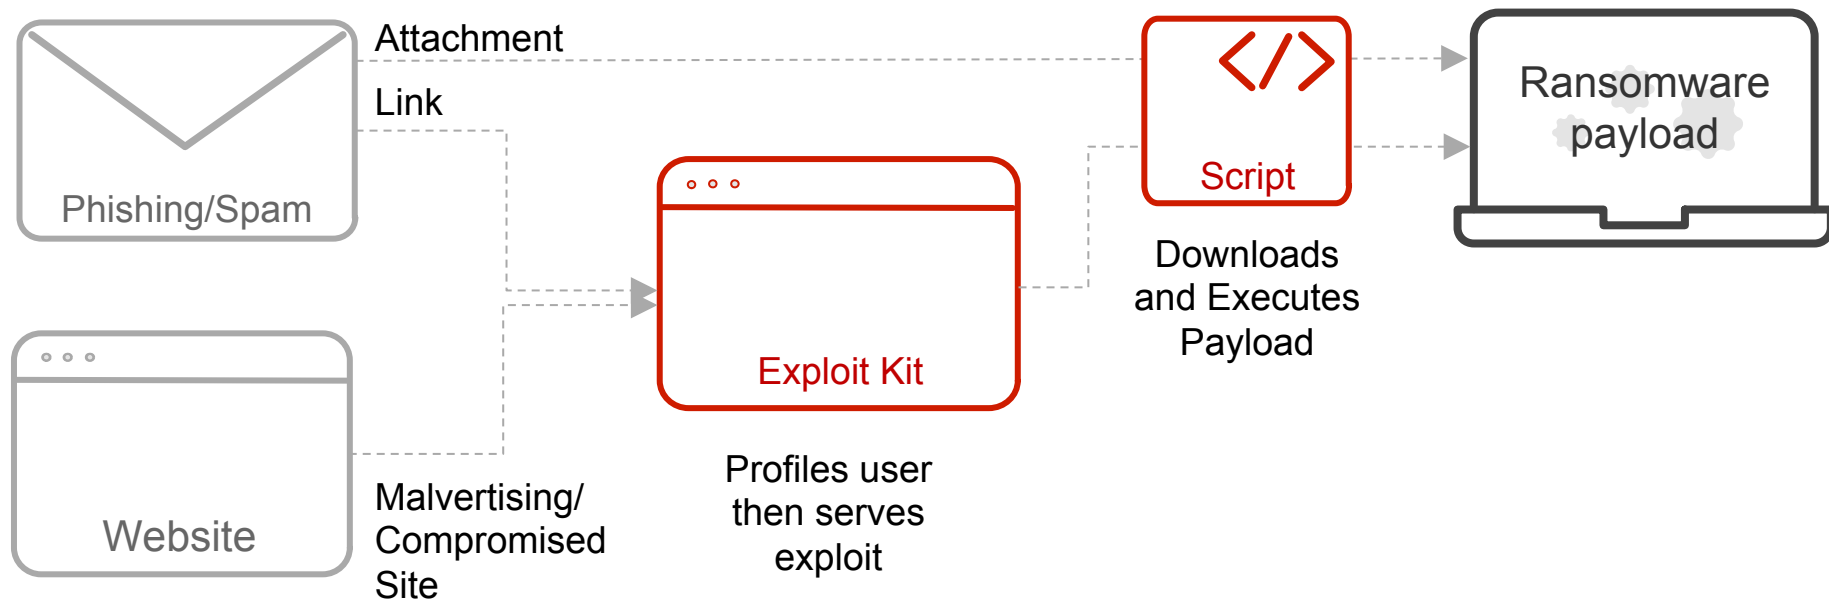 Attachment
Link
Phishing/Spam
Website
Malvertising/
Compromised
Site
Exploit Kit
Profiles user
then serves
exploit
</>
Script
Downloads
and Executes
Payload
Ransomware
payload